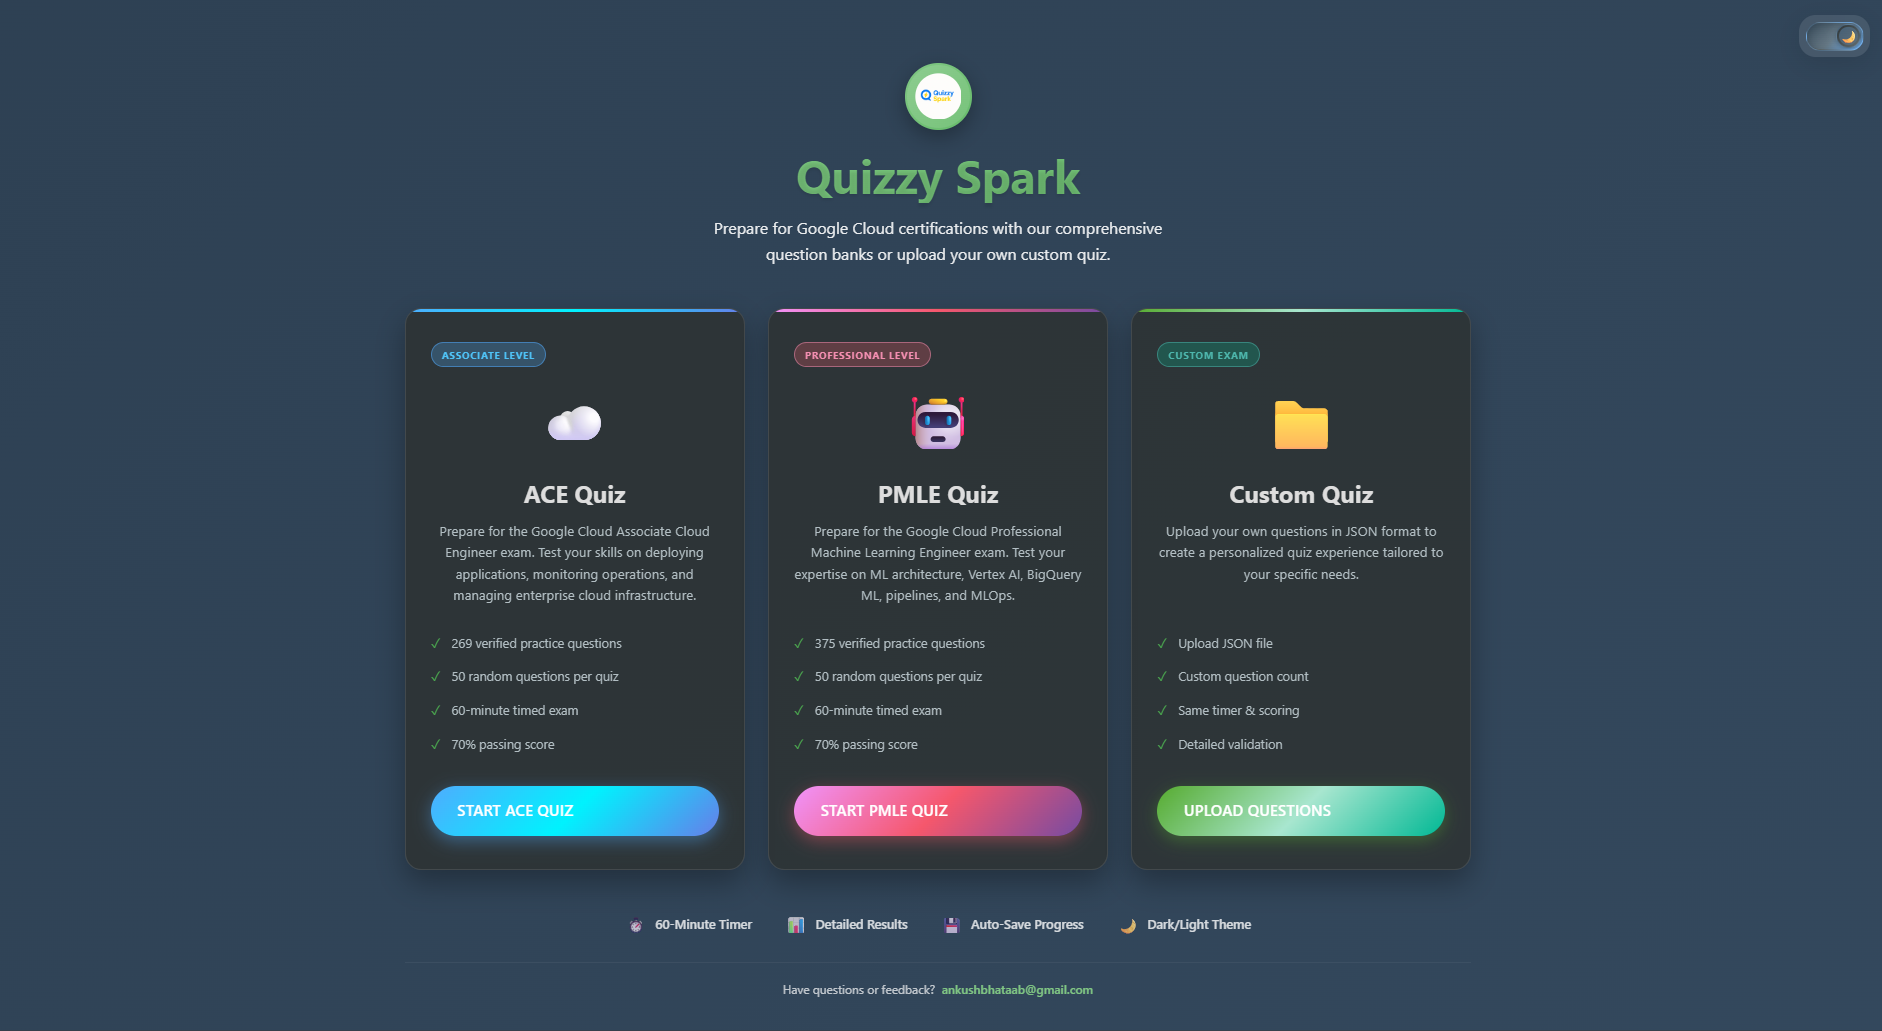 Quizzy
Spark
Quizzy Spark
Prepare for Google Cloud certifications with our comprehensive
question banks or upload your own custom quiz.
ASSOCIATE LEVEL
ACE Quiz
Prepare for the Google Cloud Associate Cloud
Engineer exam. Test your skills on deploying
applications, monitoring operations, and
managing enterprise cloud infrastructure.
✓ 269 verified practice questions
✓ 50 random questions per quiz
✓ 60-minute timed exam
✓ 70% passing score
START ACE QUIZ
PROFESSIONAL LEVEL
PMLE Quiz
Prepare for the Google Cloud Professional
Machine Learning Engineer exam. Test your
expertise on ML architecture, Vertex AI, BigQuery
ML, pipelines, and MLOps.
✓ 375 verified practice questions
✓ 50 random questions per quiz
✓ 60-minute timed exam
✓ 70% passing score
START PMLE QUIZ
CUSTOM EXAM
Custom Quiz
Upload your own questions in JSON format to
create a personalized quiz experience tailored to
your specific needs.
✓ Upload JSON file
✓ Custom question count
✓ Same timer & scoring
✓ Detailed validation
UPLOAD QUESTIONS
60-Minute Timer
Detailed Results
Auto-Save Progress
Dark/Light Theme
Have questions or feedback? ankushbhataab@gmail.com